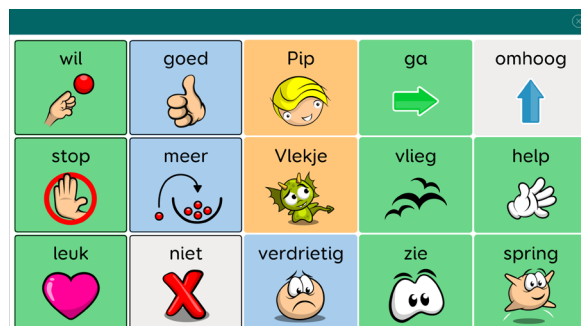 wil goed Pip ga omhoog
stop meer Vlekje vlieg help
leuk niet verdrietig zie spring